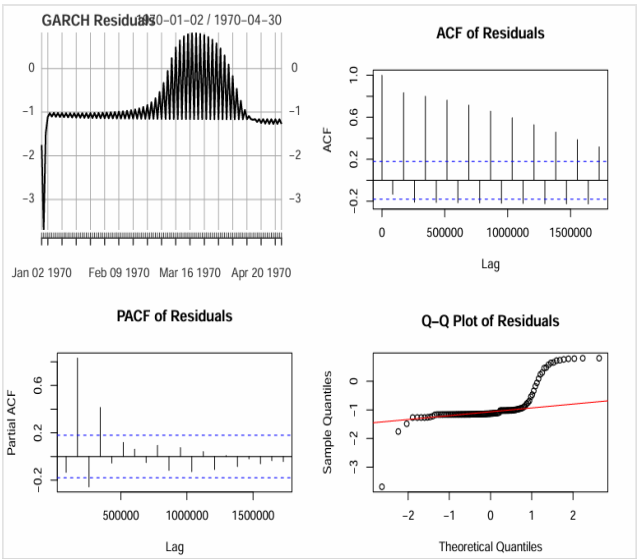 GARCH Residuals 1970−01−02 / 1970−04−30
0 0
−1 −1
−2 −2
−3 −3
Jan 02 1970 Feb 09 1970 Mar 16 1970 Apr 20 1970
ACF of Residuals
ACF
1.0
0.6
0.2
−0.2
0 500000 1000000 1500000
Lag
PACF of Residuals
Partial ACF
0.6
0.2
−0.2
500000 1000000 1500000
Lag
Q−Q Plot of Residuals
Sample Quantiles
0
−1
−2
−3
−2 −1 0 1 2
Theoretical Quantiles